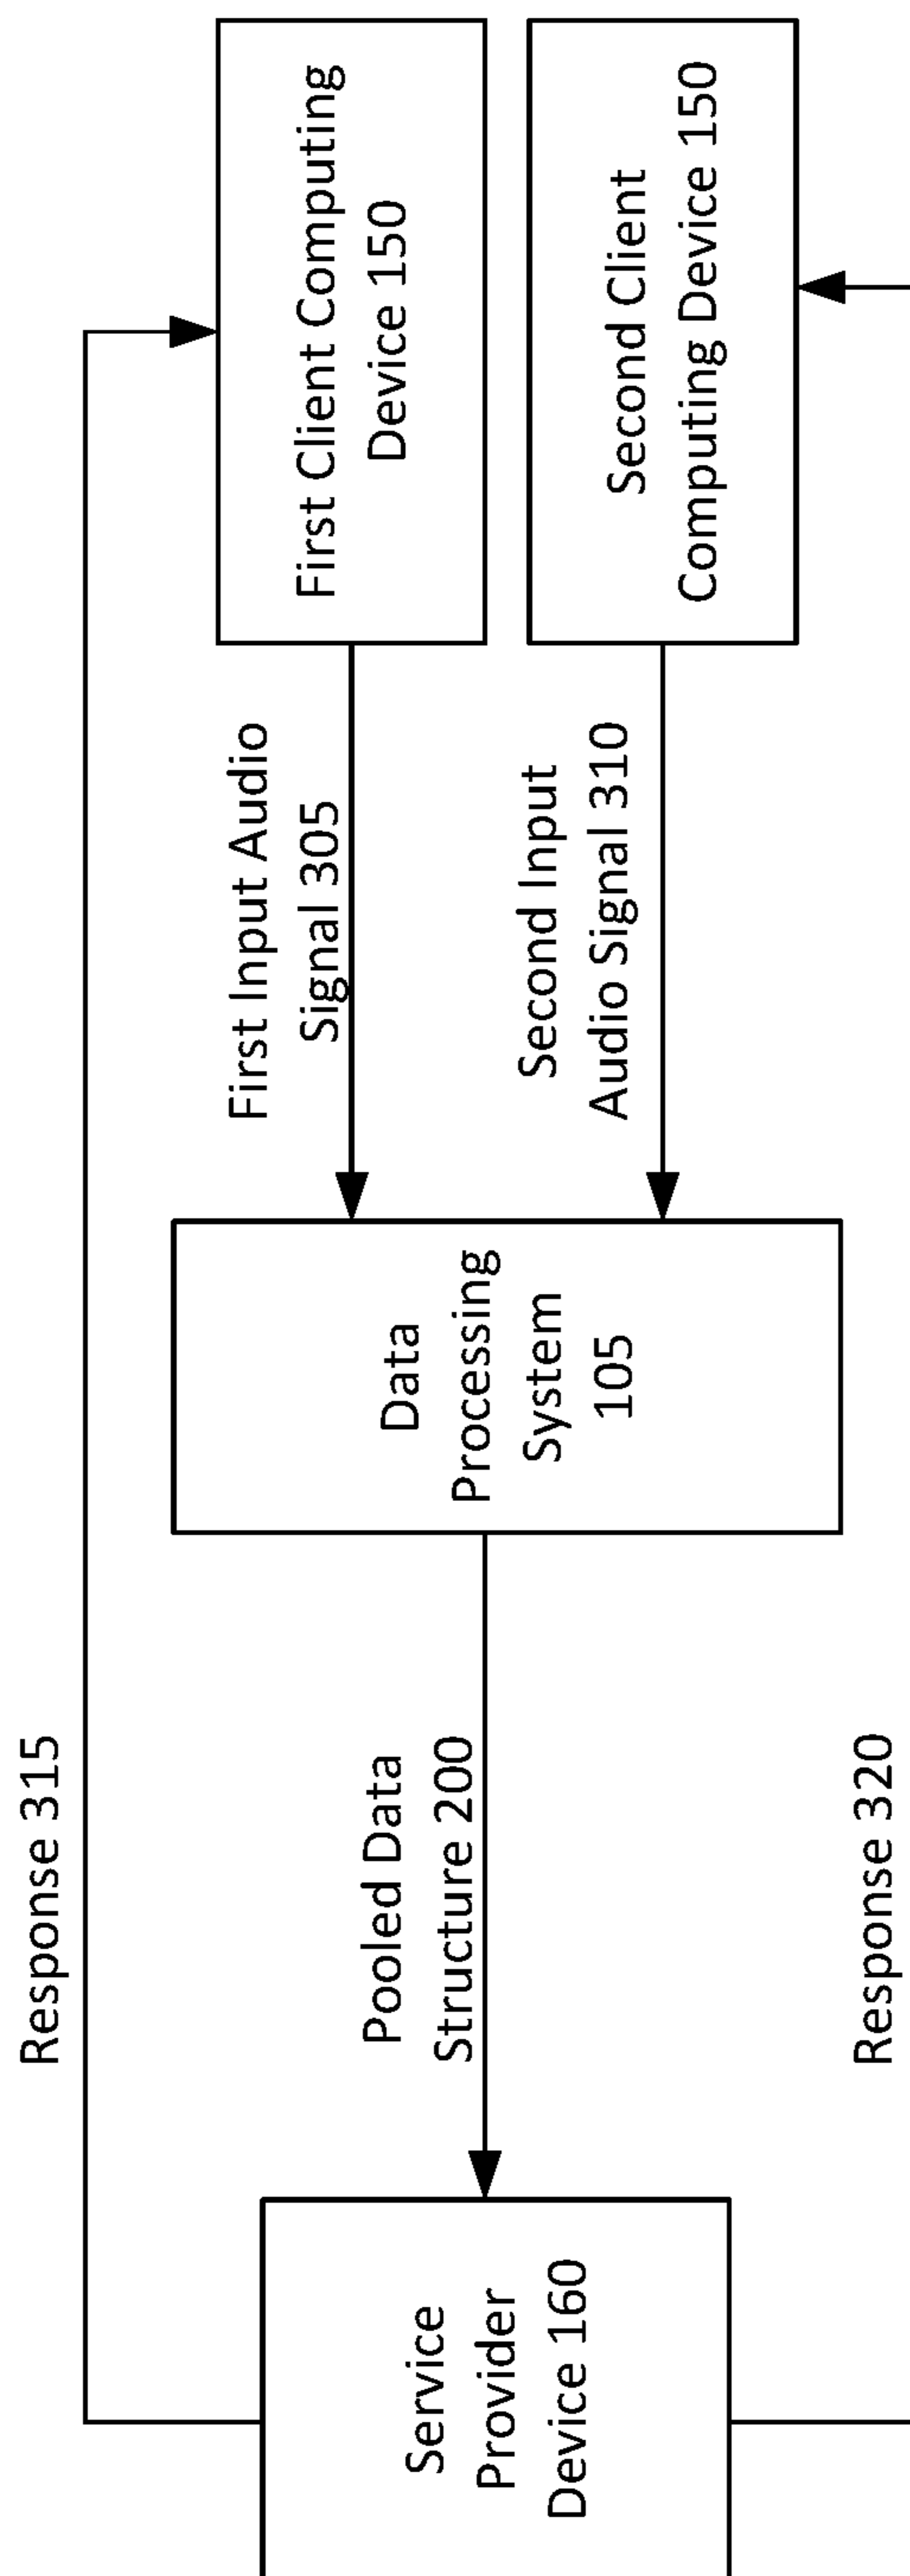 Response 315
First Input Audio
Signal 305
First Client Computing
Device 150
Pooled Data
Structure 200
Service
Provider
Device 160
Data
Processing
System
105
Second Input
Audio Signal 310
Second Client
Computing Device 150
Response 320